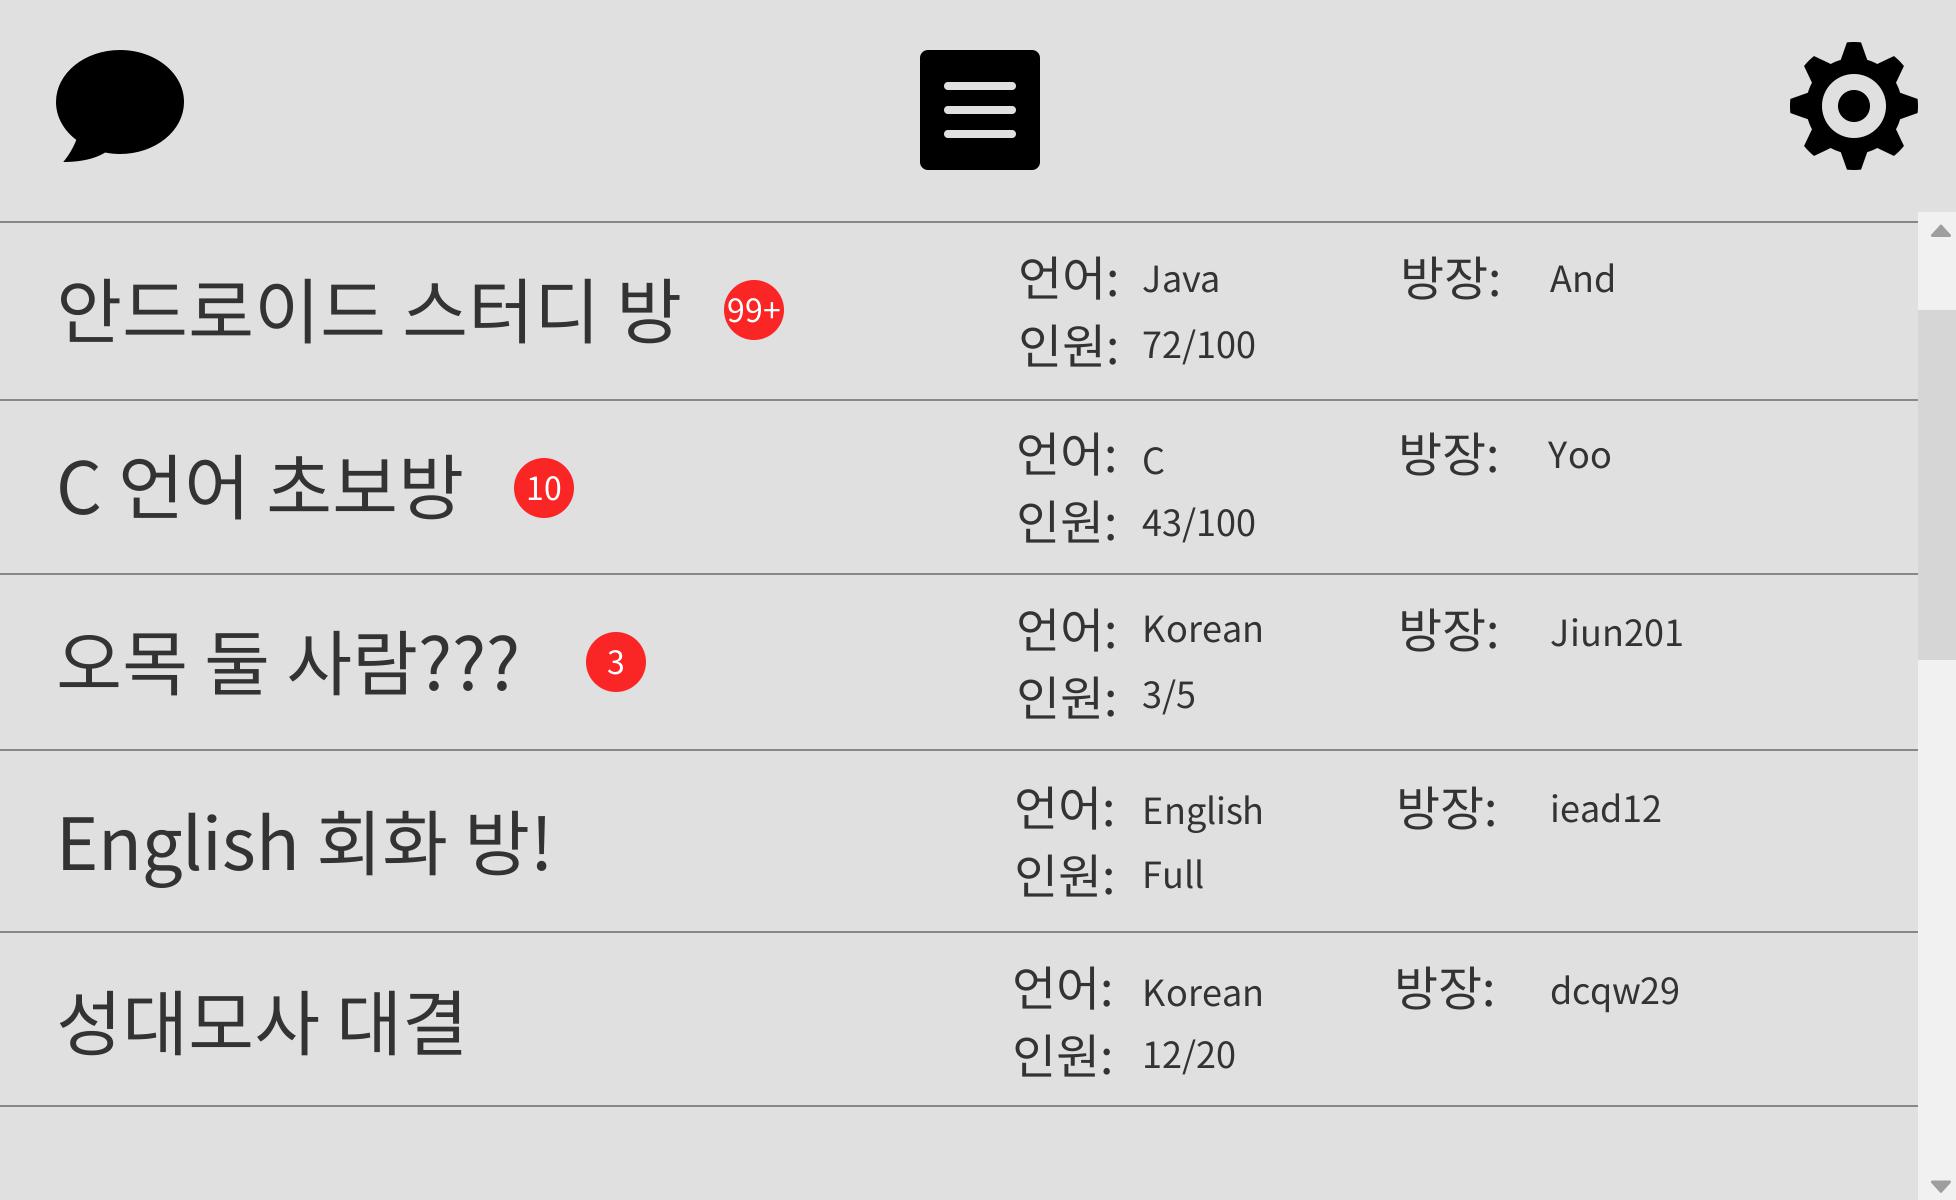 안드로이드 스터디 방 99+ 언어: Java 방장: And
인원: 72/100
C 언어 초보방 10 언어: C 방장: Yoo
인원: 43/100
오목 둘 사람??? 3 언어: Korean 방장: Jiun201
인원: 3/5
English 회화 방! 언어: English 방장: iead12
인원: Full
성대모사 대결 언어: Korean 방장: dcqw29
인원: 12/20